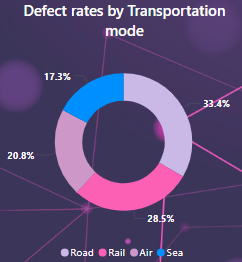 Defect rates by Transportation
mode
17.3%
33.4%
20.8%
28.5%
Road Rail Air Sea